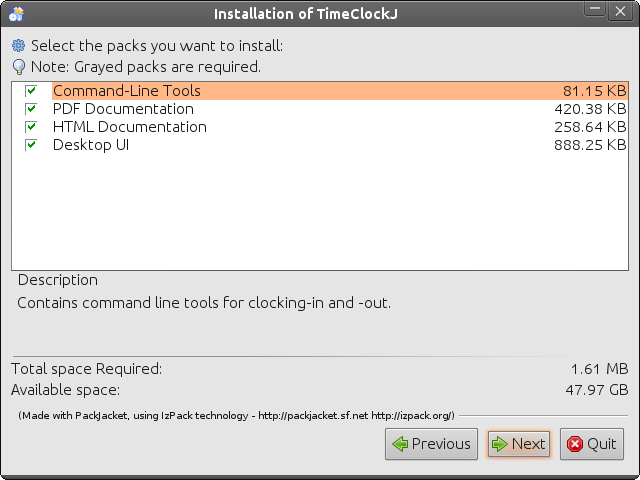 Installation of TimeClockJ
Select the packs you want to install:
Note: Grayed packs are required.
Command-Line Tools 81.15 KB
PDF Documentation 420.38 KB
HTML Documentation 258.64 KB
Desktop UI 888.25 KB
Description
Contains command line tools for clocking-in and -out.
Total space Required: 1.61 MB
Available space: 47.97 GB
(Made with PackJacket, using IzPack technology - http://packjacket.sf.net http://izpack.org/)
Previous Next Quit